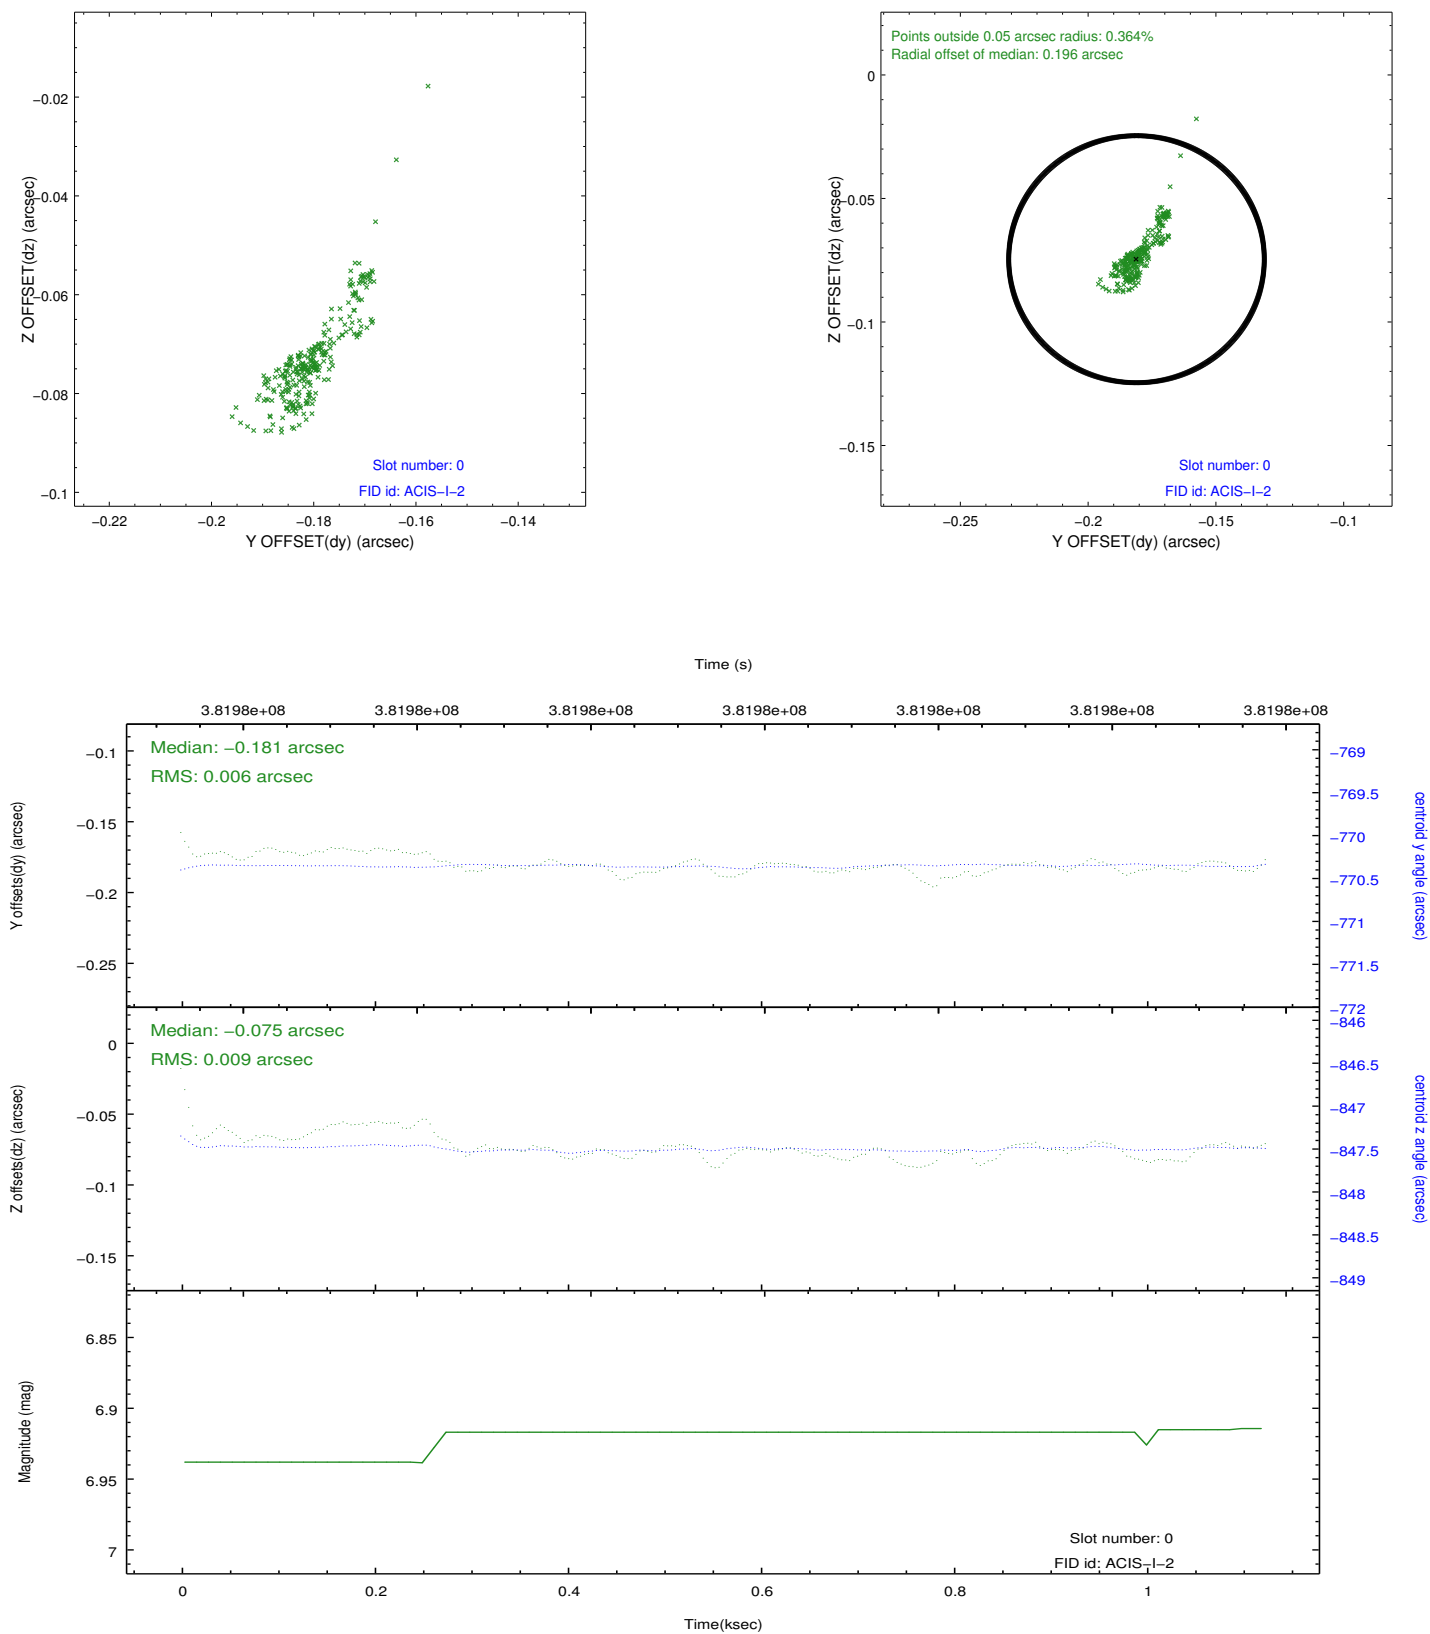 −0.02
−0.04
−0.06
−0.08
−0.1
Z OFFSET(dz) (arcsec)
Slot number: 0
FID id: ACIS−I−2
−0.22
−0.2
−0.18
−0.16
−0.14
Y OFFSET(dy) (arcsec)
Points outside 0.05 arcsec radius: 0.364%
Radial offset of median: 0.196 arcsec
0
−0.05
−0.1
−0.15
Z OFFSET(dz) (arcsec)
Slot number: 0
FID id: ACIS−I−2
−0.25
−0.2
−0.15
−0.1
Y OFFSET(dy) (arcsec)
Time (s)
3.8198e+08
3.8198e+08
3.8198e+08
3.8198e+08
3.8198e+08
3.8198e+08
3.8198e+08
Median: −0.181 arcsec
RMS: 0.006 arcsec
−0.1
−0.15
−0.2
−0.25
Y offsets(dy) (arcsec)
−769
−769.5
−770
−770.5
−771
−771.5
−772
centroid y angle (arcsec)
Median: −0.075 arcsec
RMS: 0.009 arcsec
0
−0.05
−0.1
−0.15
Z offsets(dz) (arcsec)
−846
−846.5
−847
−847.5
−848
−848.5
−849
centroid z angle (arcsec)
6.85
6.9
6.95
7
Magnitude (mag)
Slot number: 0
FID id: ACIS−I−2
0
0.2
0.4
0.6
0.8
1
Time(ksec)